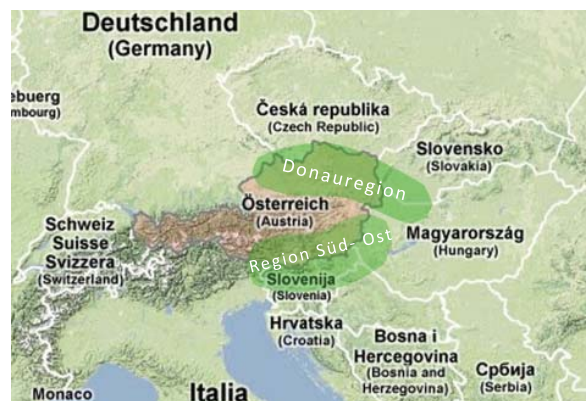 Deutschland
(Germany)
ebuerg
mbourg)
Česká republika
(Czech Republic)
Slovensko
(Slovakia)
Donauregion
Österreich
(Austria)
Schweiz
Suisse
Svizzera
(Switzerland)
Magyarország
(Hungary)
Region Süd- Ost
Slovenija
(Slovenia)
Hrvatska
(Croatia)
Bosna i
Hercegovina
(Bosnia and
Herzegovina)
Србија
(Serbia)
Monaco
Italia